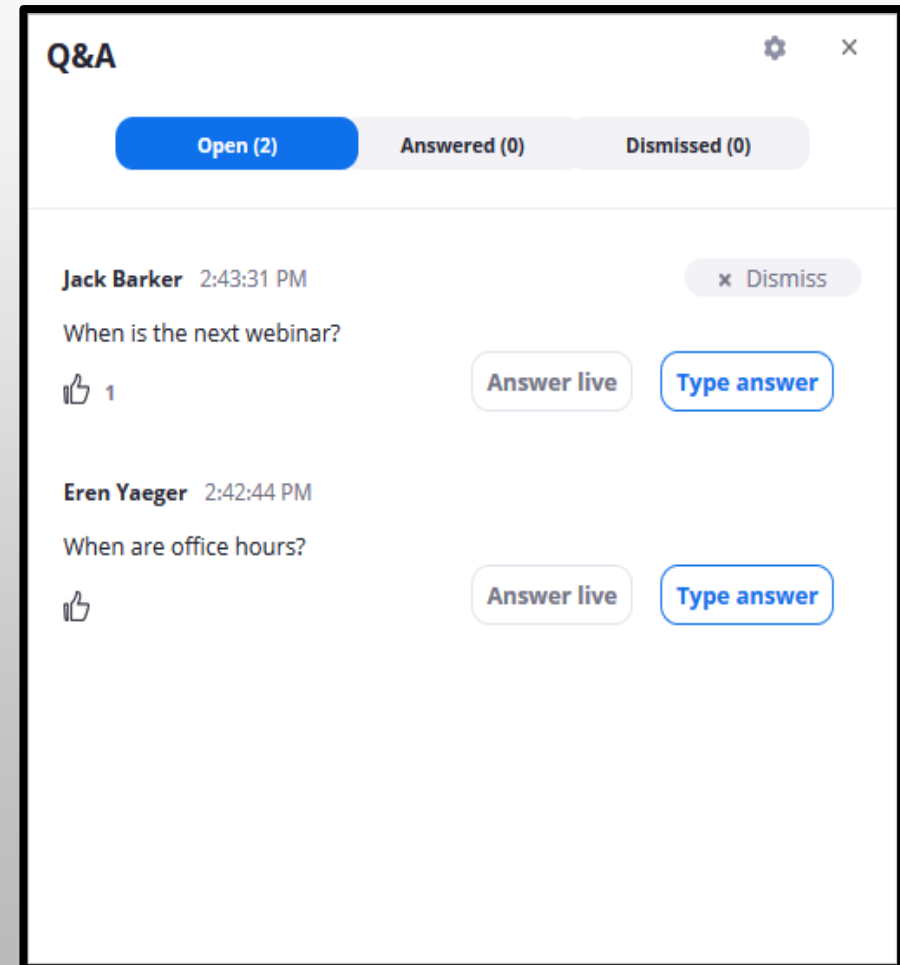 Q&A
Open (2) Answered (0) Dismissed (0)
Jack Barker 2:43:31 PM × Dismiss
When is the next webinar?
1 Answer live Type answer
Eren Yaeger 2:42:44 PM
When are office hours?
Answer live Type answer